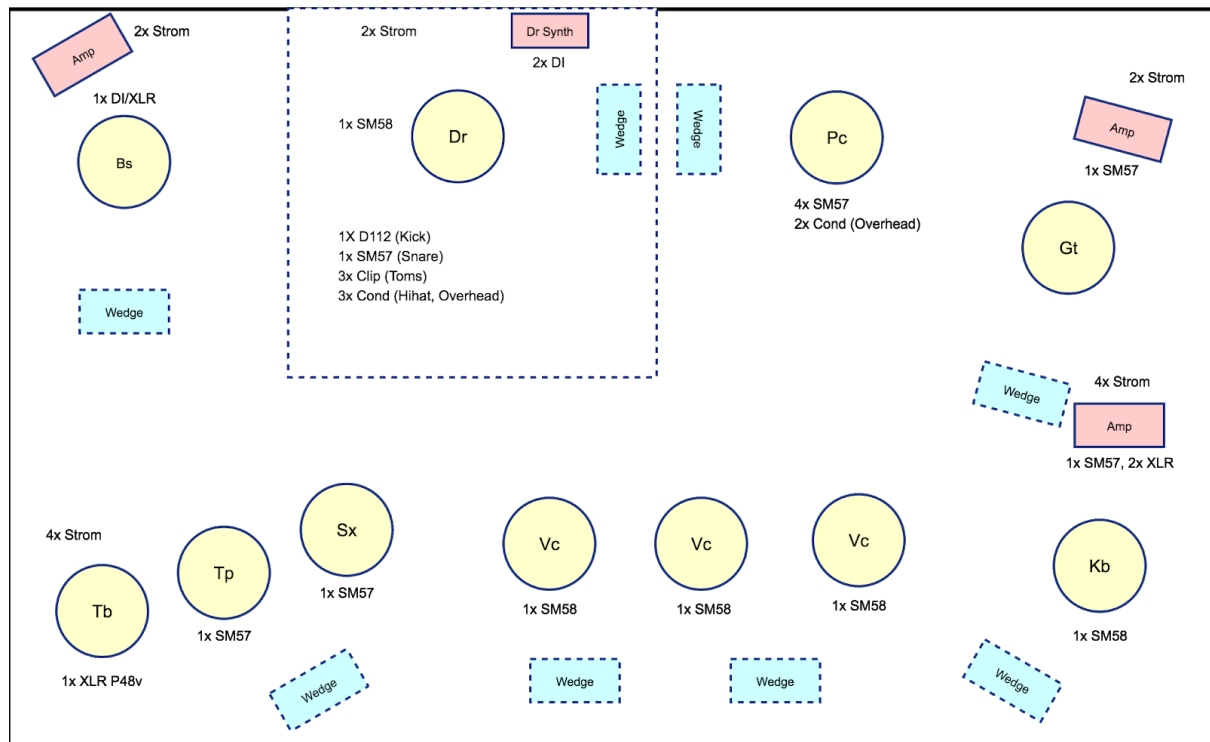 Amp
2x Strom
1x DI/XLR
Bs
Wedge
2x Strom
Dr Synth
2x DI
1x SM58
Dr
Wedge
1X D112 (Kick)
1x SM57 (Snare)
3x Clip (Toms)
3x Cond (Hihat, Overhead)
Wedge
Pc
4x SM57
2x Cond (Overhead)
2x Strom
Amp
1x SM57
Gt
Wedge
4x Strom
Amp
1x SM57, 2x XLR
4x Strom
Tb
1x XLR P48v
Tp
1x SM57
Sx
1x SM57
Wedge
Vc
1x SM58
Vc
1x SM58
Vc
1x SM58
Wedge
Wedge
Kb
1x SM58
Wedge